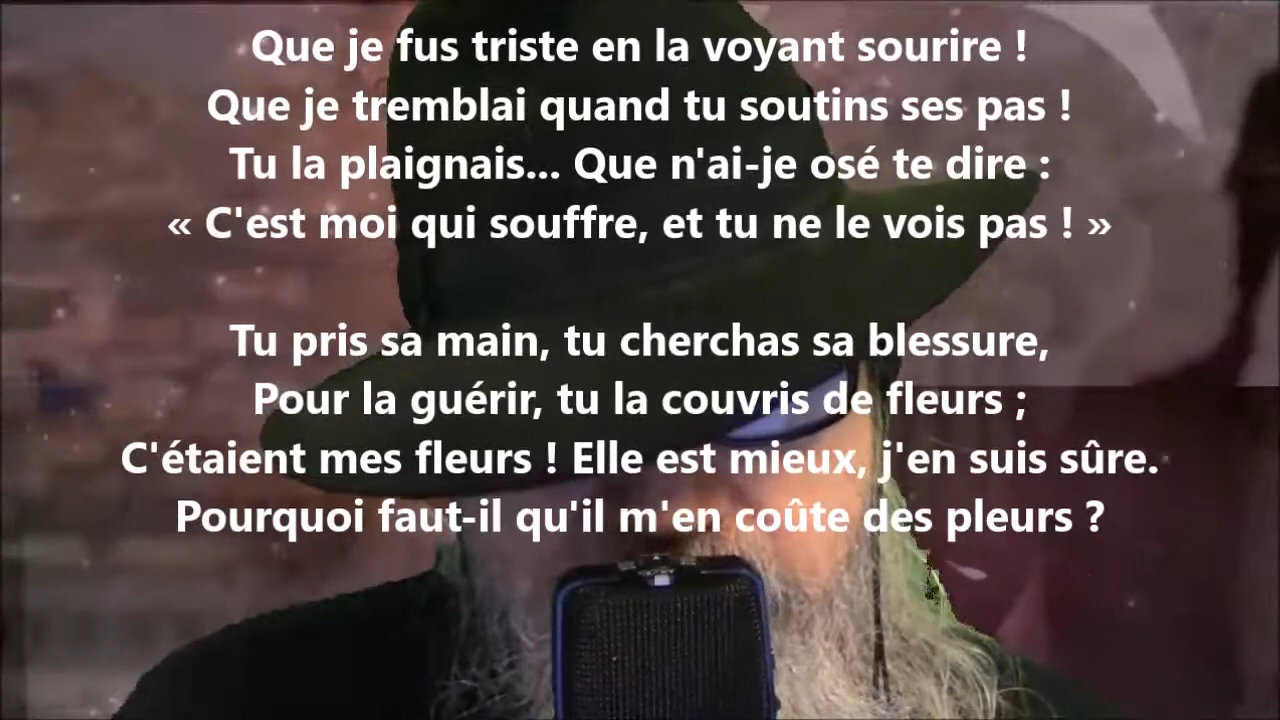 Que je fus triste en la voyant sourire !
Que je tremblai quand tu soutins ses pas !
Tu la plaignais... Que n'ai-je osé te dire :
« C'est moi qui souffre, et tu ne le vois pas ! »
Tu pris sa main, tu cherchas sa blessure,
Pour la guérir, tu la couvris de fleurs ;
C'étaient mes fleurs ! Elle est mieux, j'en suis sûre.
Pourquoi faut-il qu'il m'en coûte des pleurs ?